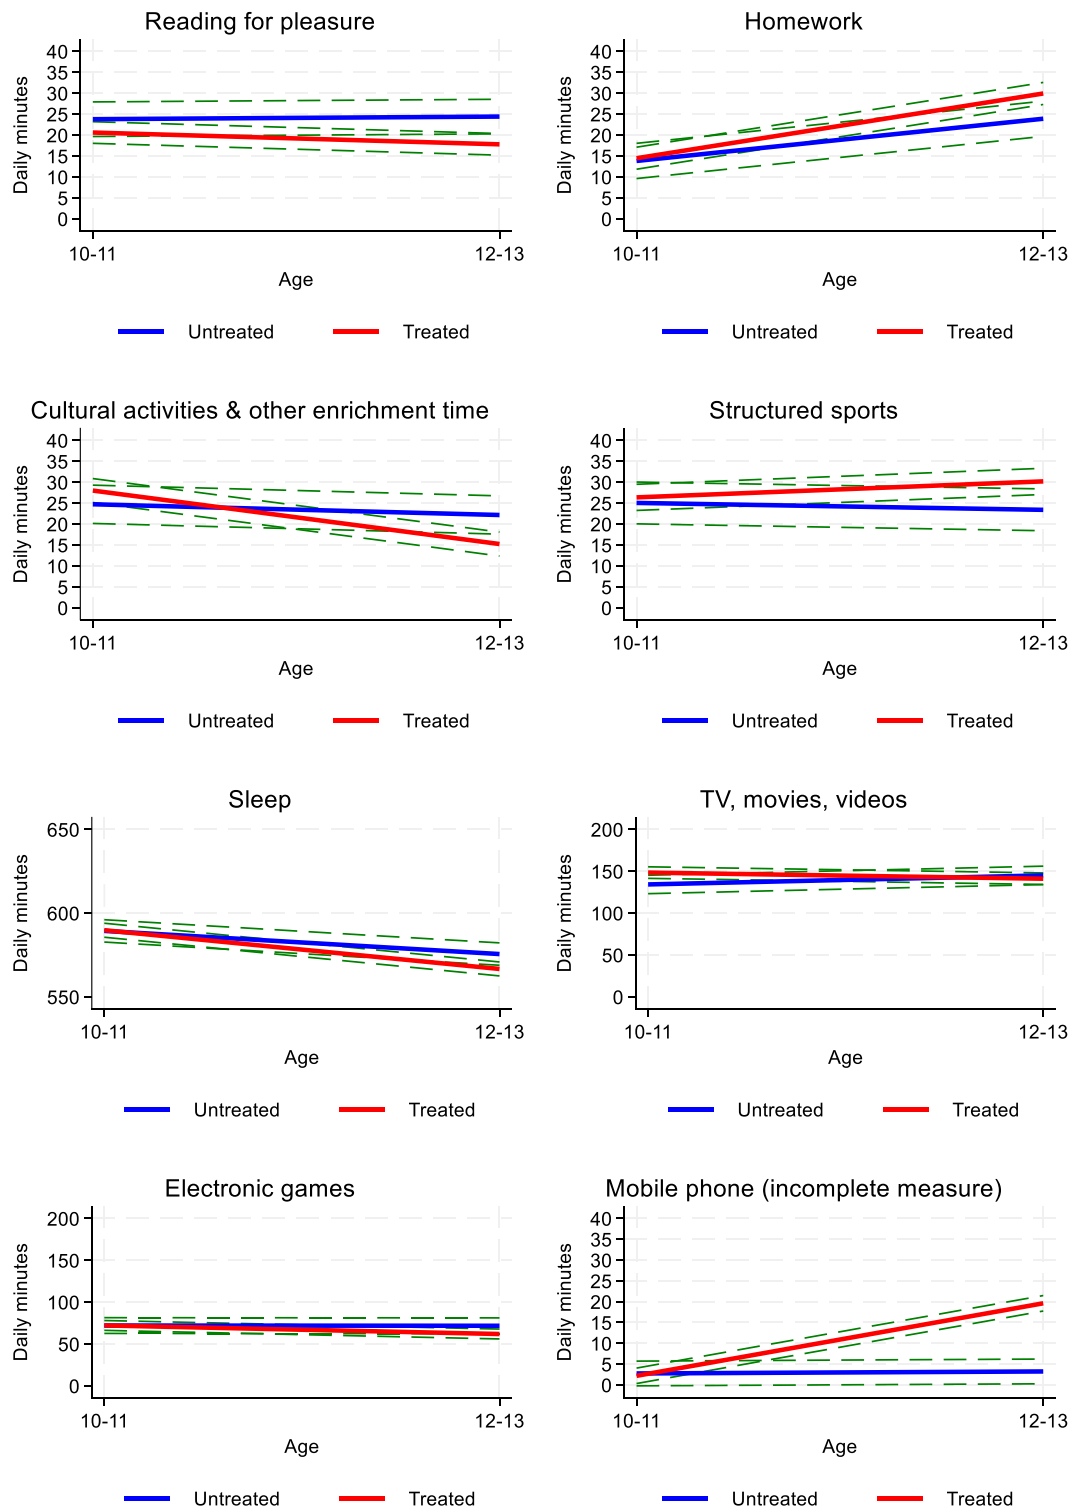 Reading for pleasure
Daily minutes
40
35
30
25
20
15
10
5
0
10-11
12-13
Age
Untreated Treated
Homework
Daily minutes
40
35
30
25
20
15
10
5
0
10-11
12-13
Age
Untreated Treated
Cultural activities & other enrichment time
Daily minutes
40
35
30
25
20
15
10
5
0
10-11
12-13
Age
Untreated Treated
Structured sports
Daily minutes
40
35
30
25
20
15
10
5
0
10-11
12-13
Age
Untreated Treated
Sleep
Daily minutes
650
600
550
10-11
12-13
Age
Untreated Treated
TV, movies, videos
Daily minutes
200
150
100
50
0
10-11
12-13
Age
Untreated Treated
Electronic games
Daily minutes
200
150
100
50
0
10-11
12-13
Age
Untreated Treated
Mobile phone (incomplete measure)
Daily minutes
40
35
30
25
20
15
10
5
0
10-11
12-13
Age
Untreated Treated